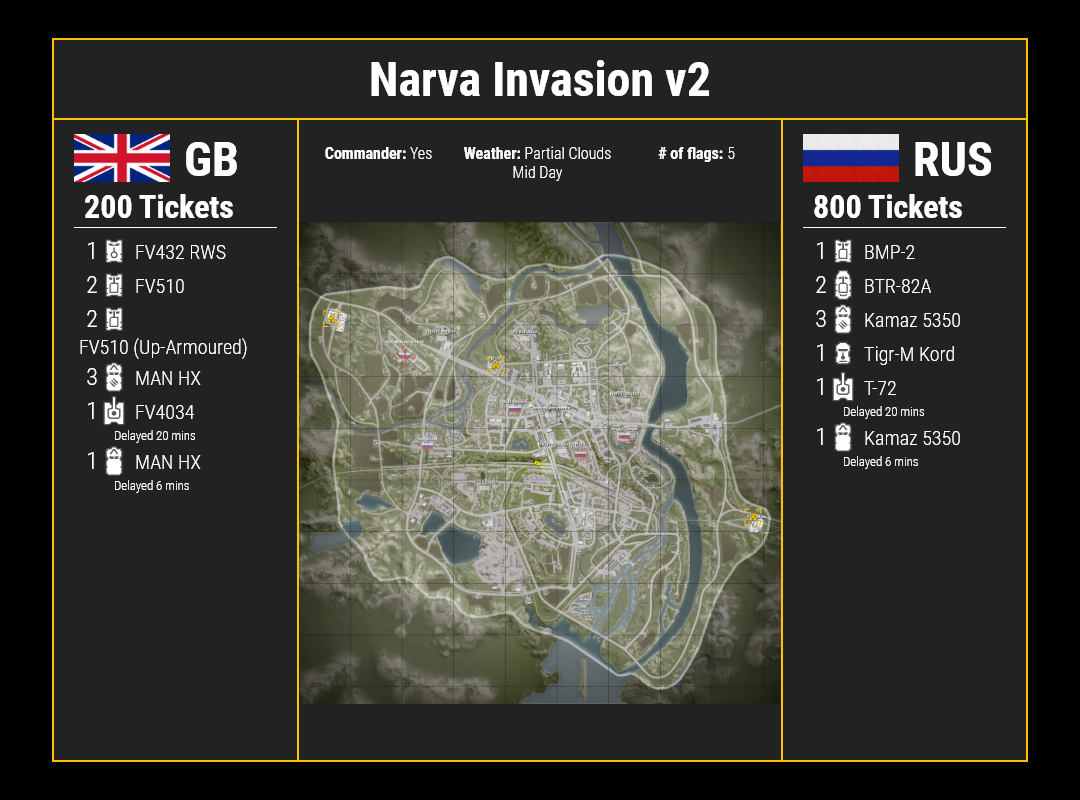 Narva Invasion v2
GB
200 Tickets
1 FV432 RWS
2 FV510
2
FV510 (Up-Armoured)
3 MAN HX
1 FV4034
Delayed 20 mins
1 MAN HX
Delayed 6 mins
Commander: Yes
Weather: Partial Clouds
Mid Day
# of flags: 5
RUS
800 Tickets
1 BMP-2
2 BTR-82A
3 Kamaz 5350
1 Tigr-M Kord
1 T-72
Delayed 20 mins
1 Kamaz 5350
Delayed 6 mins